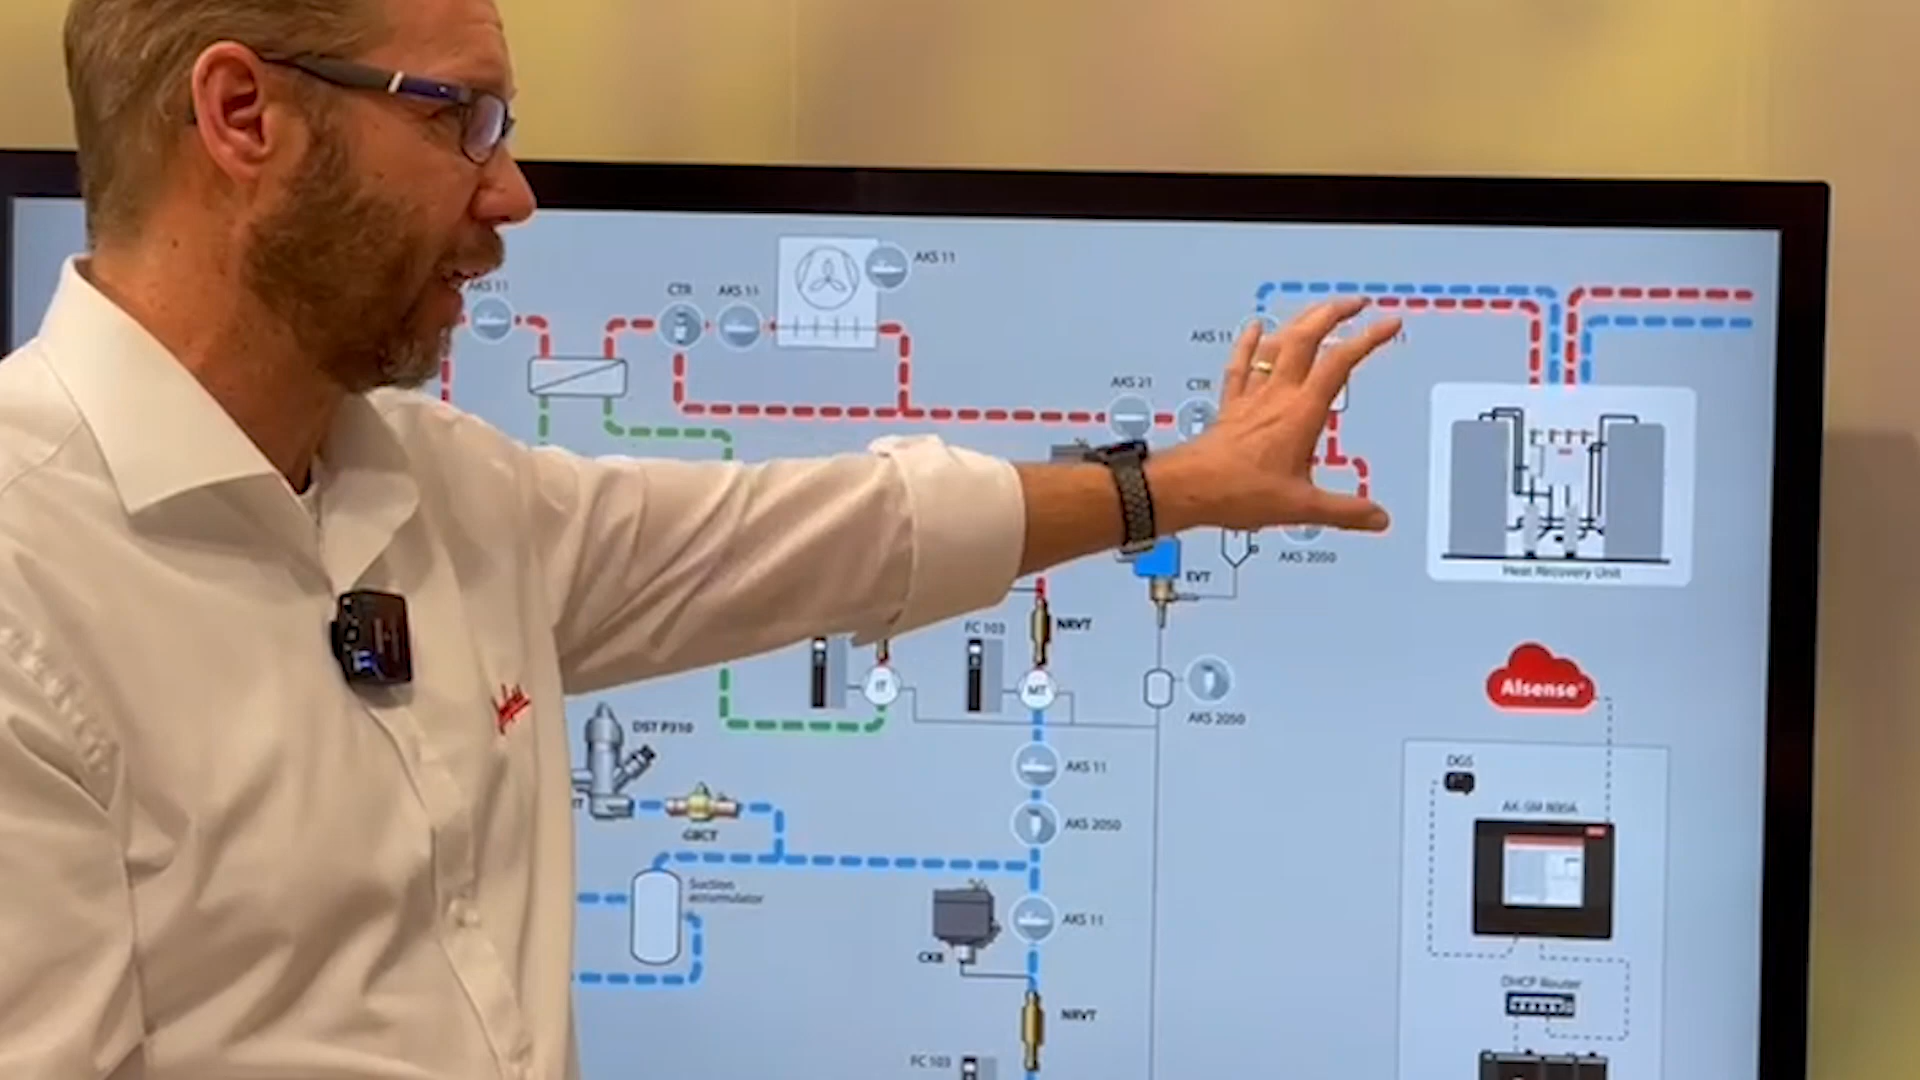 AKS 11
AKS 11
CTR
AKS 11
AKS 11
AKS 21
CTR
AKS 2050
Heat Recovery Unit
EVT
FC 103
NRVT
IT
MT
AKS 2050
Alsense
DST P310
GBCT
AKS 11
AKS 2050
DGS
AK-SM 800A
Suction
accumulator
CKB
AKS 11
DHCP Router
NRVT
FC 103